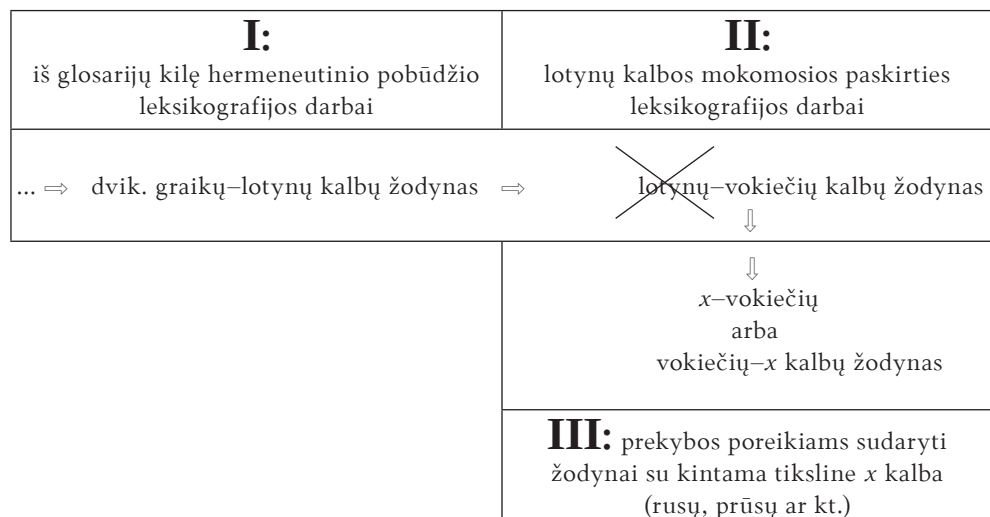 I:
iš glosarijų kilę hermeneutinio pobūdžio
leksikografijos darbai
II:
lotynų kalbos mokomosios paskirties
leksikografijos darbai
... ⇨ dvik. graikų–lotynų kalbų žodynas ⇨ lotynų–vokiečių kalbų žodynas
⇩
⇩
x–vokiečių
arba
vokiečių–x kalbų žodynas
III: prekybos poreikiams sudaryti
žodynai su kintama tiksline x kalba
(rusų, prūsų ar kt.)